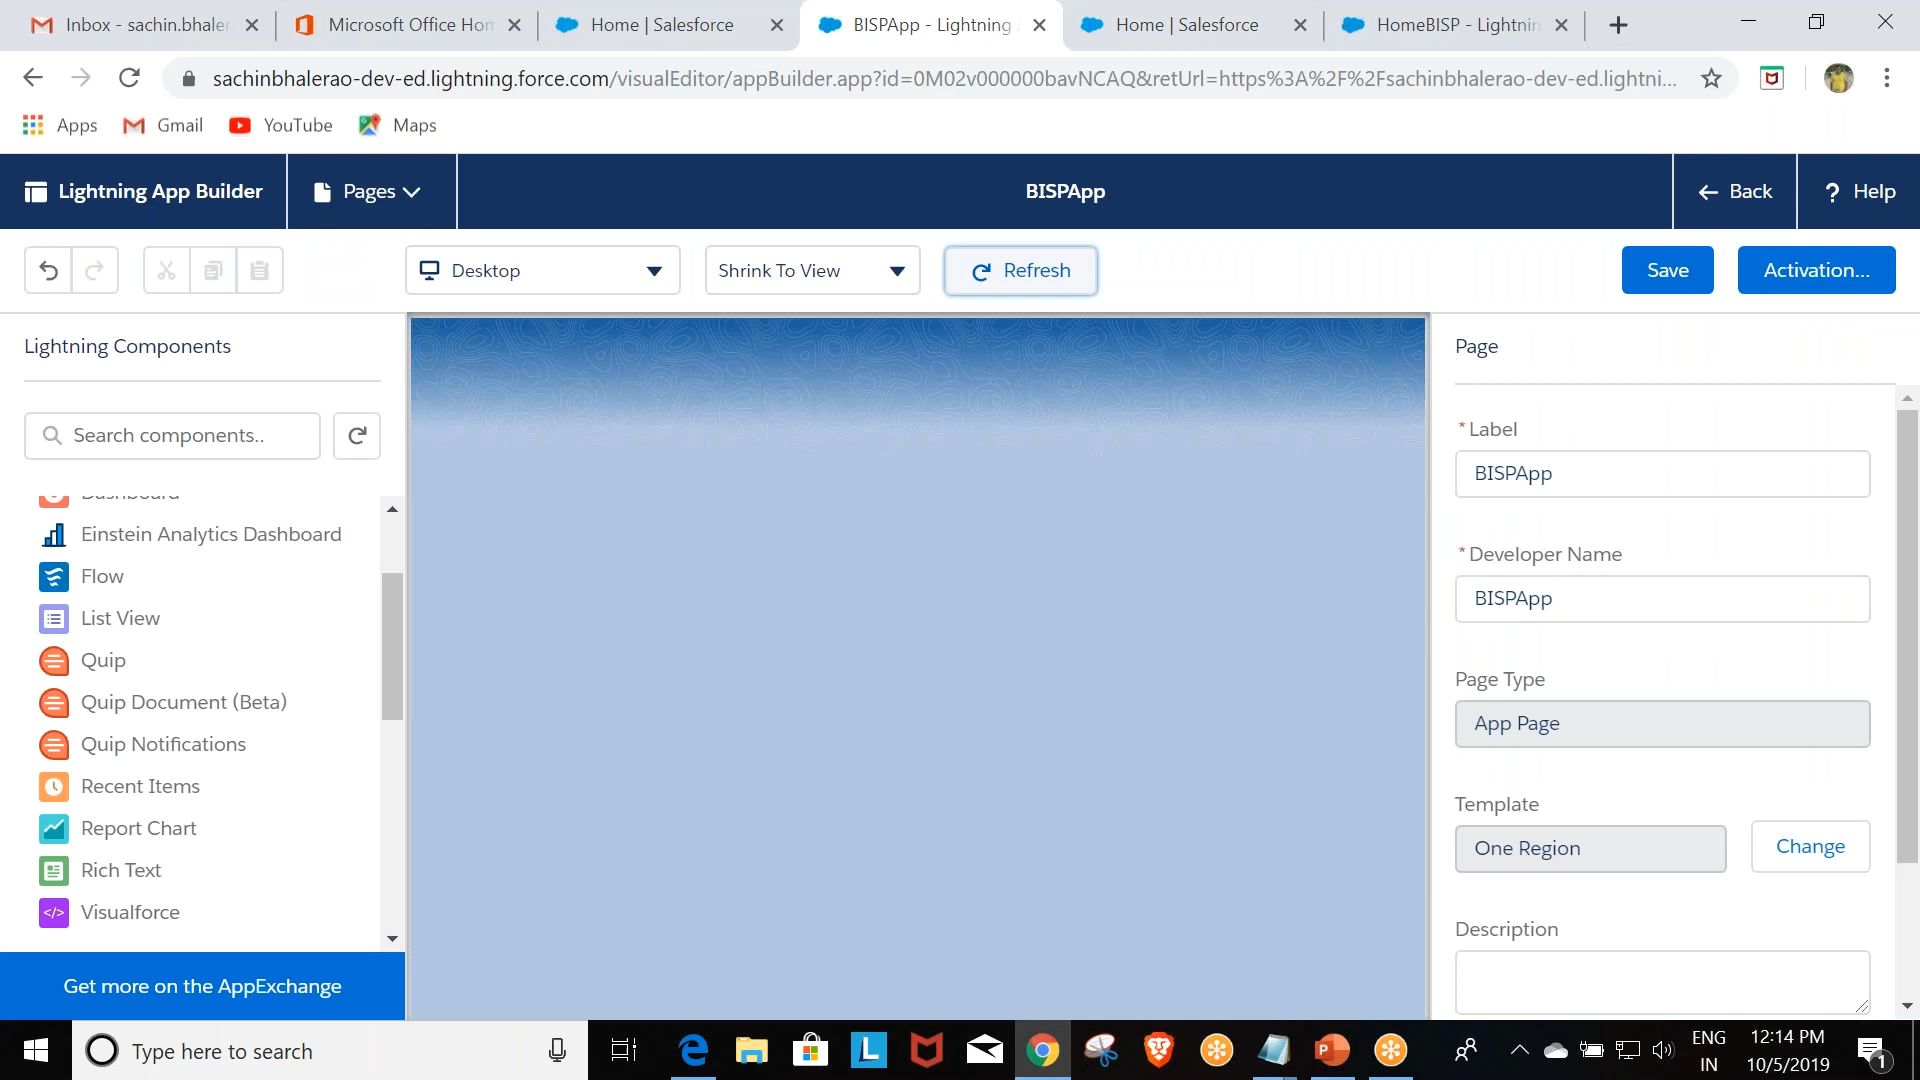 Inbox - sachin.bhaler
Microsoft Office Hom
Home | Salesforce
BISPApp - Lightning
Home | Salesforce
HomeBISP - Lightnin
sachinbhalerao-dev-ed.lightning.force.com/visualEditor/appBuilder.app?id=0M02v000000bavNCAQ&retUrl=https%3A%2F%2Fsachinbhalerao-dev-ed.lightni...
Apps
Gmail
YouTube
Maps
Lightning App Builder
Pages
BISPApp
Back
? Help
Desktop
Shrink To View
Refresh
Save
Activation...
Lightning Components
Page
Search components..
*Label
BISPApp
Dashboard
Einstein Analytics Dashboard
Flow
List View
Quip
Quip Document (Beta)
Quip Notifications
Recent Items
Report Chart
Rich Text
Visualforce
*Developer Name
BISPApp
Page Type
App Page
Template
One Region
Change
Description
Get more on the AppExchange
Type here to search
ENG
IN
12:14 PM
10/5/2019
1